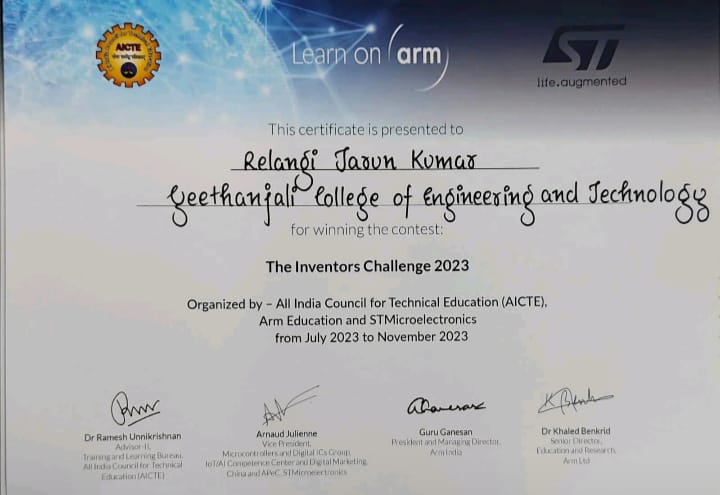 AICTE
Learn on arm
ST
life.augmented
This certificate is presented to
Relangi Tarun Kumar
Geethanjali College of Engineering and Technology
for winning the contest:
The Inventors Challenge 2023
Organized by – All India Council for Technical Education (AICTE),
Arm Education and STMicroelectronics
from July 2023 to November 2023
Dr Ramesh Unnikrishnan
Advisor-II,
Training and Learning Bureau,
All India Council for Technical
Education (AICTE)
Arnaud Julienne
Vice President,
Microcontrollers and Digital ICs Group,
IoT/AI Competence Center and Digital Marketing,
China and APeC, STMicroelectronics
Guru Ganesan
President and Managing Director,
Arm India
Dr Khaled Benkrid
Senior Director,
Education and Research,
Arm Ltd